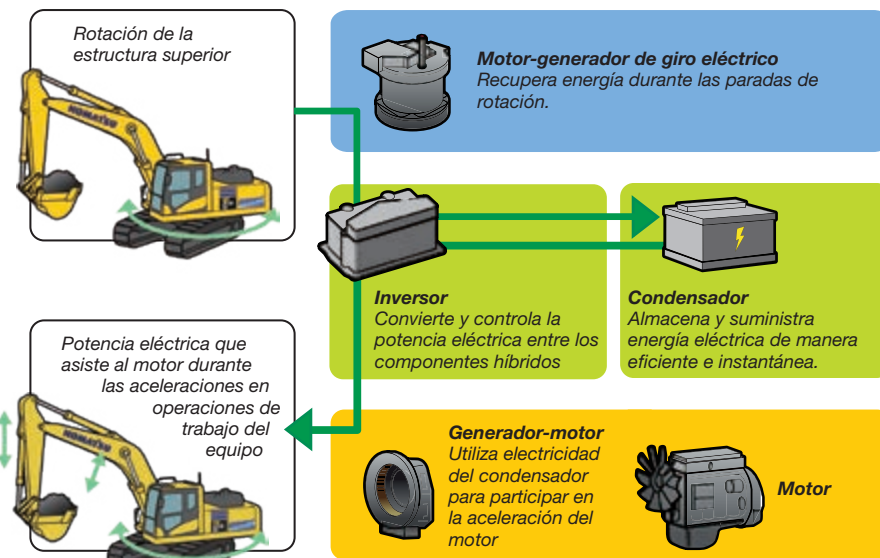 Rotación de la
estructura superior
KOMATSU
Motor-generador de giro eléctrico
Recupera energía durante las paradas de
rotación.
Inversor
Convierte y controla la
potencia eléctrica entre los
componentes híbridos
Condensador
Almacena y suministra
energía eléctrica de manera
eficiente e instantánea.
Potencia eléctrica que
asiste al motor durante
las aceleraciones en
operaciones de
trabajo del
equipo
KOMATSU
Generador-motor
Utiliza electricidad
del condensador
para participar en
la aceleración del
motor
Motor